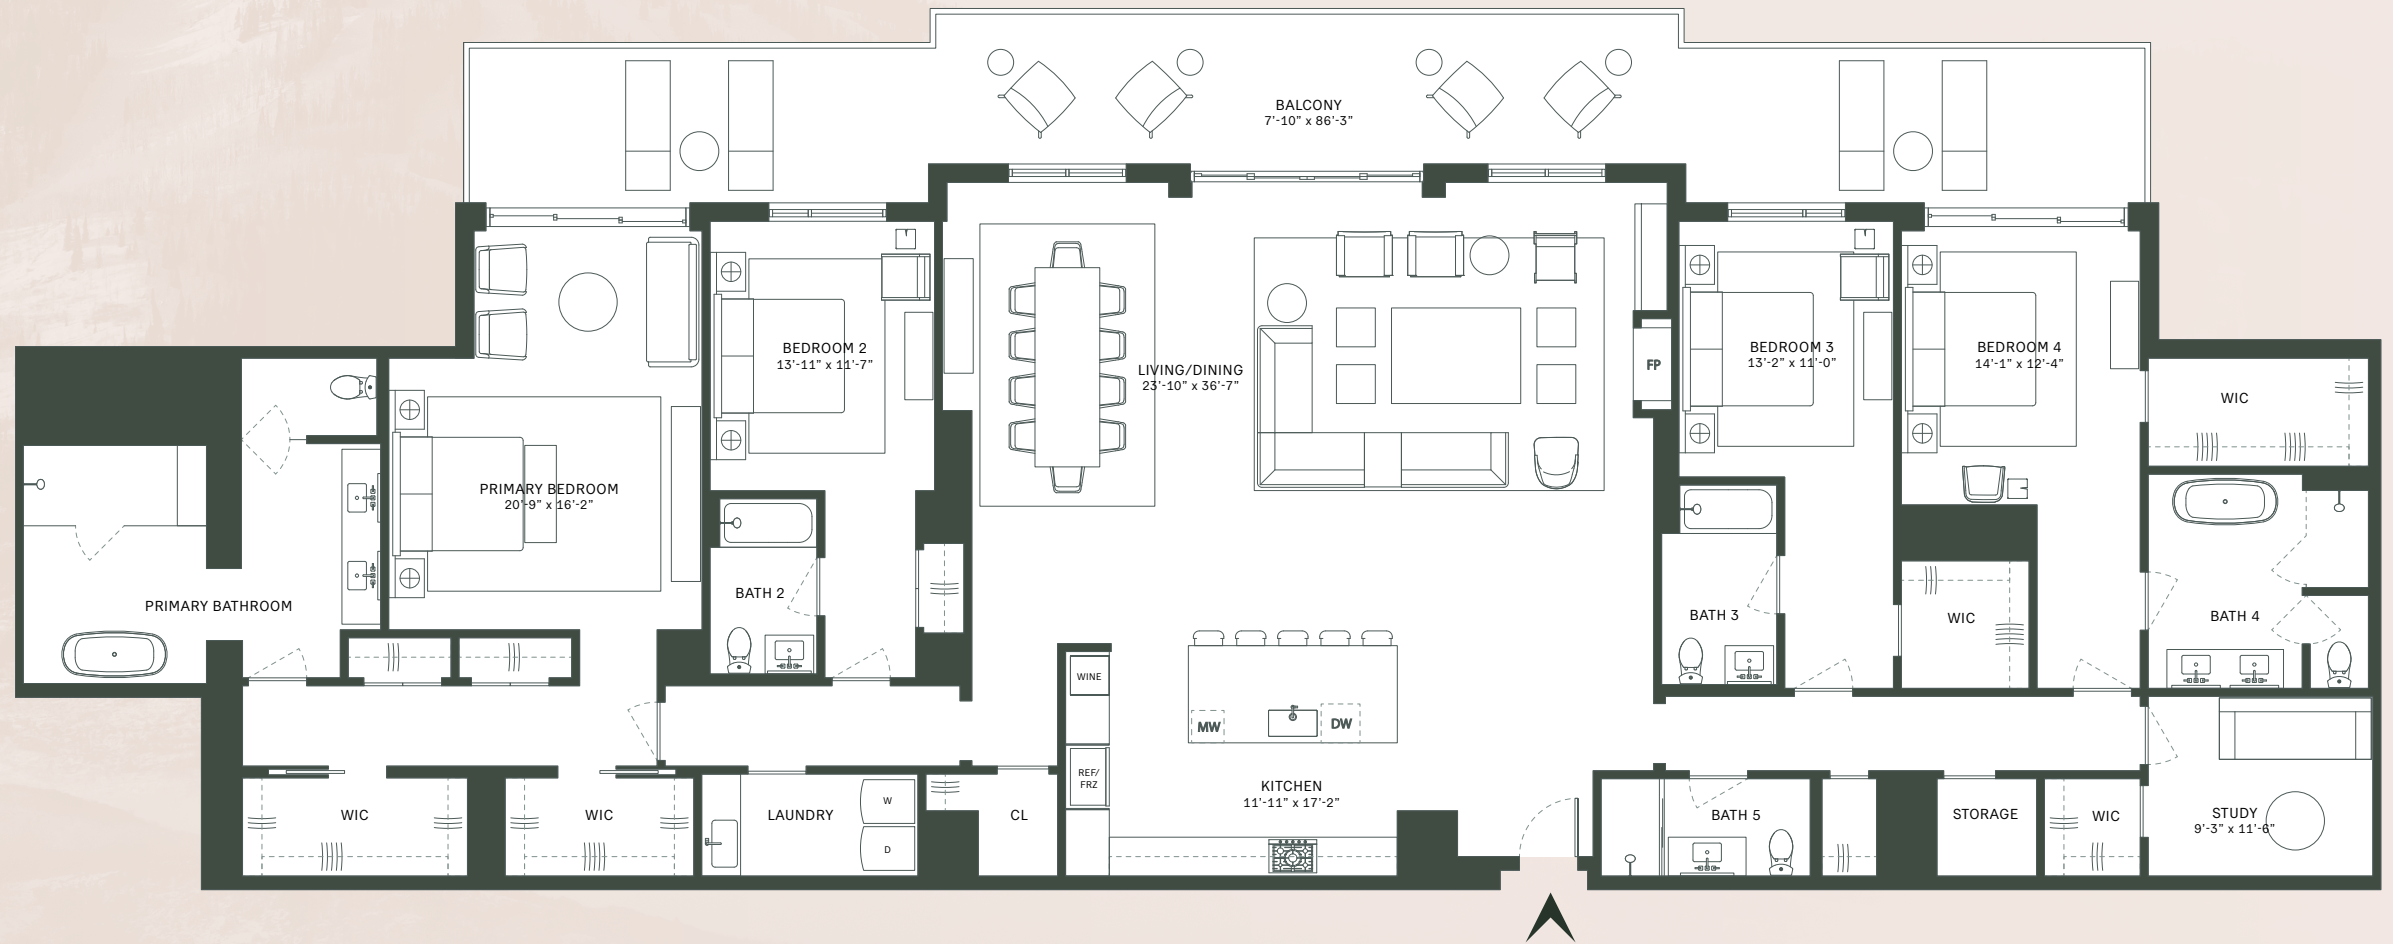 BALCONY
7'-10" x 86'-3"
BEDROOM 2
13'-11" x 11'-7"
LIVING/DINING
23'-10" x 36'-7"
FP
BEDROOM 3
13'-2" x 11'-0"
BEDROOM 4
14'-1" x 12'-4"
WIC
PRIMARY BEDROOM
20'-9" x 16'-2"
PRIMARY BATHROOM
BATH 2
BATH 3
WIC
BATH 4
WINE
MW
DW
REF/
FRZ
KITCHEN
11'-11" x 17'-2"
WIC
WIC
LAUNDRY
W
D
CL
BATH 5
STORAGE
WIC
STUDY
9'-3" x 11'-6"